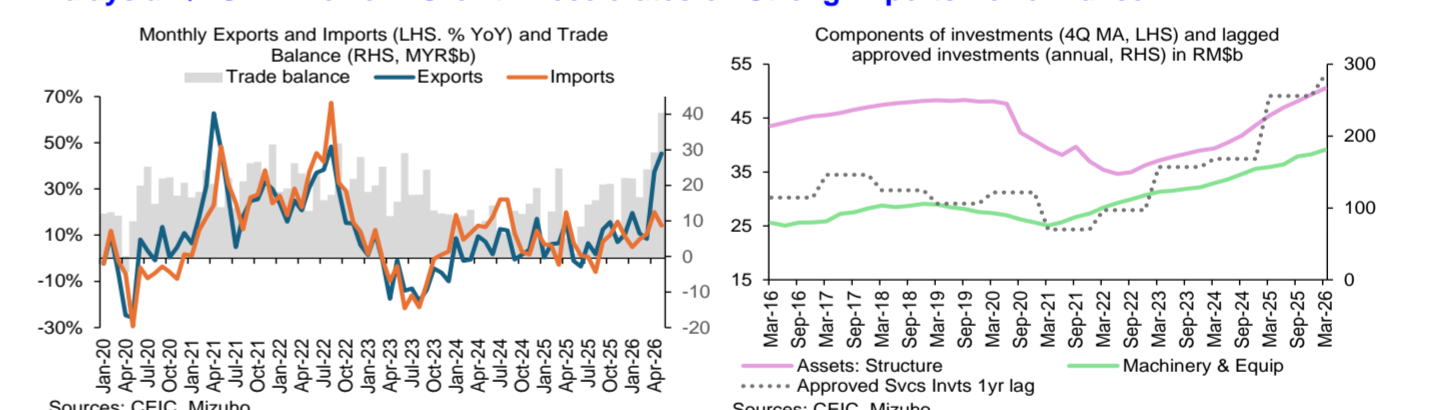 Monthly Exports and Imports (LHS. % YoY) and Trade
Balance (RHS, MYR$b)
Trade balance Exports Imports
70%
50%
30%
10%
-10%
-30%
40
30
20
10
0
-10
-20
Jan-20 Apr-20 Jul-20 Oct-20 Jan-21 Apr-21 Jul-21 Oct-21 Jan-22 Apr-22 Jul-22 Oct-22 Jan-23 Apr-23 Jul-23 Oct-23 Jan-24 Apr-24 Jul-24 Oct-24 Jan-25 Apr-25 Jul-25 Oct-25 Jan-26 Apr-26
Sources: CEIC, Mizuho
Components of investments (4Q MA, LHS) and lagged
approved investments (annual, RHS) in RM$b
55
45
35
25
15
300
200
100
0
Mar-16 Sep-16 Mar-17 Sep-17 Mar-18 Sep-18 Mar-19 Sep-19 Mar-20 Sep-20 Mar-21 Sep-21 Mar-22 Sep-22 Mar-23 Sep-23 Mar-24 Sep-24 Mar-25 Sep-25 Mar-26
Assets: Structure Machinery & Equip
Approved Svcs Invts 1yr lag
Sources: CEIC, Mizuho